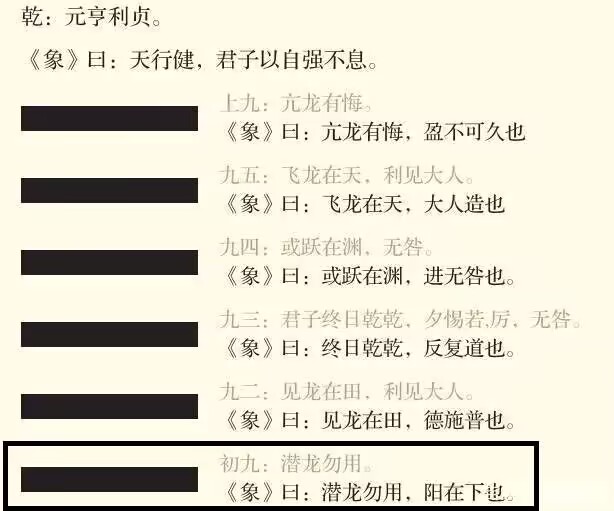 乾：元亨利贞。
《象》曰：天行健，君子以自强不息。
上九：亢龙有悔。
《象》曰：亢龙有悔，盈不可久也
九五：飞龙在天，利见大人。
《象》曰：飞龙在天，大人造也
九四：或跃在渊，无咎。
《象》曰：或跃在渊，进无咎也。
九三：君子终日乾乾，夕惕若,厉，无咎。
《象》曰：终日乾乾，反复道也。
九二：见龙在田，利见大人。
《象》曰：见龙在田，德施普也。
初九：潜龙勿用。
《象》曰：潜龙勿用，阳在下也。